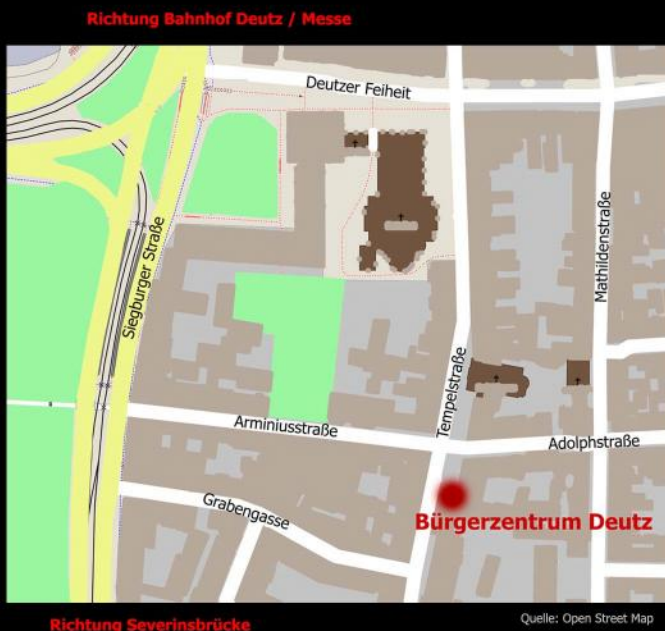 Richtung Bahnhof Deutz / Messe
Deutzer Feiheit
Siegburger Straße
Mathildenstraße
Tempelstraße
Arminiusstraße
Adolphstraße
Grabengasse
Bürgerzentrum Deutz
Richtung Severinsbrücke
Quelle: Open Street Map